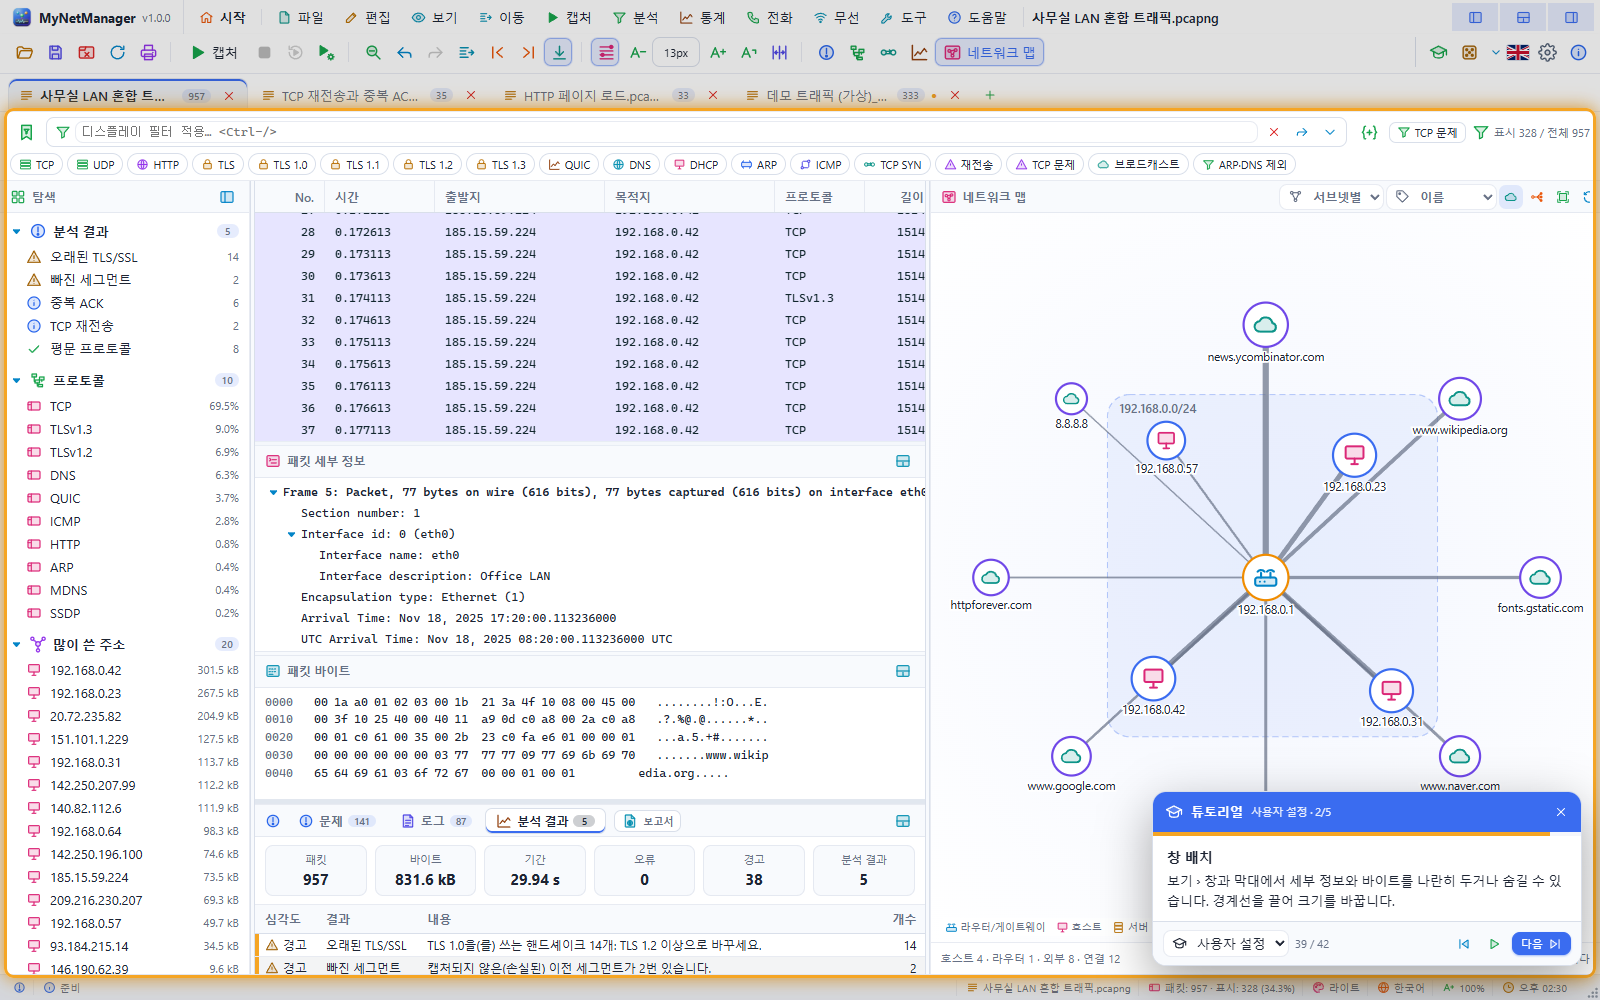 MyNetManager v1.0.0 시작 파일 편집 보기 이동 캡처 분석 통계 전화 무선 도구 도움말 사무실 LAN 혼합 트래픽.pcapng
캡처 A− 13px A+ 네트워크 맵
사무실 LAN 혼합 트... 957 TCP 재전송과 중복 AC... 35 HTTP 페이지 로드.pca... 33 데모 트래픽 (가상)_... 333
디스플레이 필터 적용… <Ctrl-/> TCP 문제 표시 328 / 전체 957
TCP UDP HTTP TLS TLS 1.0 TLS 1.1 TLS 1.2 TLS 1.3 QUIC DNS DHCP ARP ICMP TCP SYN 재전송 TCP 문제 브로드캐스트 ARP·DNS 제외
탐색
분석 결과 5
오래된 TLS/SSL 14
빠진 세그먼트 2
중복 ACK 6
TCP 재전송 2
평문 프로토콜 8
프로토콜 10
TCP 69.5%
TLSv1.3 9.0%
TLSv1.2 6.9%
DNS 6.3%
QUIC 3.7%
ICMP 2.8%
HTTP 0.8%
ARP 0.4%
MDNS 0.4%
SSDP 0.2%
많이 쓴 주소 20
192.168.0.42 301.5 kB
192.168.0.23 267.5 kB
20.72.235.82 204.9 kB
151.101.1.229 127.5 kB
192.168.0.31 113.7 kB
142.250.207.99 112.2 kB
140.82.112.6 111.9 kB
192.168.0.64 98.3 kB
142.250.196.100 74.6 kB
185.15.59.224 73.5 kB
209.216.230.207 69.3 kB
192.168.0.57 49.7 kB
93.184.215.14 34.5 kB
146.190.62.39 9.6 kB
No. 시간 출발지 목적지 프로토콜 길이
28 0.172613 185.15.59.224 192.168.0.42 TCP 1514
29 0.173113 185.15.59.224 192.168.0.42 TCP 1514
30 0.173613 185.15.59.224 192.168.0.42 TCP 1514
31 0.174113 185.15.59.224 192.168.0.42 TLSv1.3 1514
32 0.174613 185.15.59.224 192.168.0.42 TCP 1514
33 0.175113 185.15.59.224 192.168.0.42 TCP 1514
34 0.175613 185.15.59.224 192.168.0.42 TCP 1514
35 0.176113 185.15.59.224 192.168.0.42 TCP 1514
36 0.176613 185.15.59.224 192.168.0.42 TCP 1514
37 0.177113 185.15.59.224 192.168.0.42 TCP 1514
패킷 세부 정보
Frame 5: Packet, 77 bytes on wire (616 bits), 77 bytes captured (616 bits) on interface eth0
Section number: 1
Interface id: 0 (eth0)
Interface name: eth0
Interface description: Office LAN
Encapsulation type: Ethernet (1)
Arrival Time: Nov 18, 2025 17:20:00.113236000
UTC Arrival Time: Nov 18, 2025 08:20:00.113236000 UTC
패킷 바이트
0000 00 1a a0 01 02 03 00 1b 21 3a 4f 10 08 00 45 00 ........!:O...E.
0010 00 3f 10 25 40 00 40 11 a9 0d c0 a8 00 2a c0 a8 .?.%@.@......*..
0020 00 01 c0 61 00 35 00 2b 23 c0 fa e6 01 00 00 01 ...a.5.+#.......
0030 00 00 00 00 00 00 03 77 77 77 09 77 69 6b 69 70 .......www.wikip
0040 65 64 69 61 03 6f 72 67 00 00 01 00 01 edia.org.....
문제 141 로그 87 분석 결과 5 보고서
패킷 바이트 기간 오류 경고 분석 결과
957 831.6 kB 29.94 s 0 38 5
심각도 결과 내용 개수
경고 오래된 TLS/SSL TLS 1.0을(를) 쓰는 핸드셰이크 14개: TLS 1.2 이상으로 바꾸세요. 14
경고 빠진 세그먼트 캡처되지 않은(손실된) 이전 세그먼트가 2번 있습니다. 2
네트워크 맵 서브넷별 이름
news.ycombinator.com
8.8.8.8
192.168.0.0/24
www.wikipedia.org
192.168.0.57
192.168.0.23
httpforever.com
192.168.0.1
fonts.gstatic.com
192.168.0.42
192.168.0.31
www.google.com
www.naver.com
라우터/게이트웨이 호스트 서버
호스트 4 · 라우터 1 · 외부 8 · 연결 12
튜토리얼 사용자 설정 · 2/5
창 배치
보기 › 창과 막대에서 세부 정보와 바이트를 나란히 두거나 숨길 수 있
습니다. 경계선을 끌어 크기를 바꿉니다.
사용자 설정 39 / 42 다음
준비 사무실 LAN 혼합 트래픽.pcapng 패킷: 957 · 표시: 328 (34.3%) 라이트 한국어 100% 오후 02:30